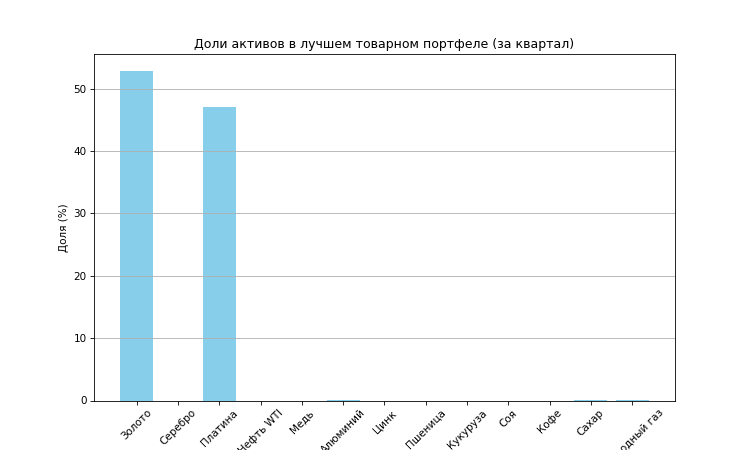 Доли активов в лучшем товарном портфеле (за квартал)
Доля (%)
50
40
30
20
10
0
Золото
Серебро
Платина
Нефть WTI
Медь
Алюминий
Цинк
Пшеница
Кукуруза
Соя
Кофе
Сахар
одный газ